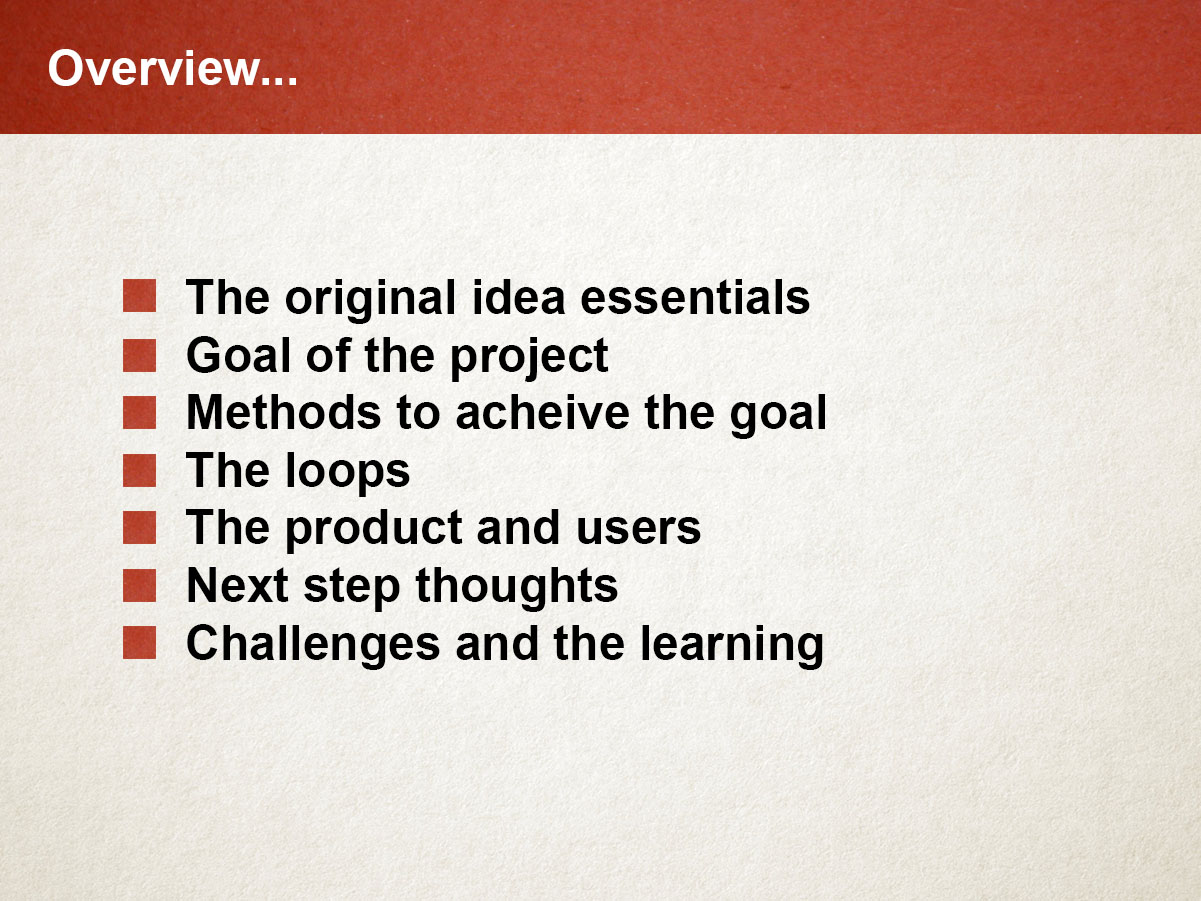 Overview...
The original idea essentials
Goal of the project
Methods to acheive the goal
The loops
The product and users
Next step thoughts
Challenges and the learning